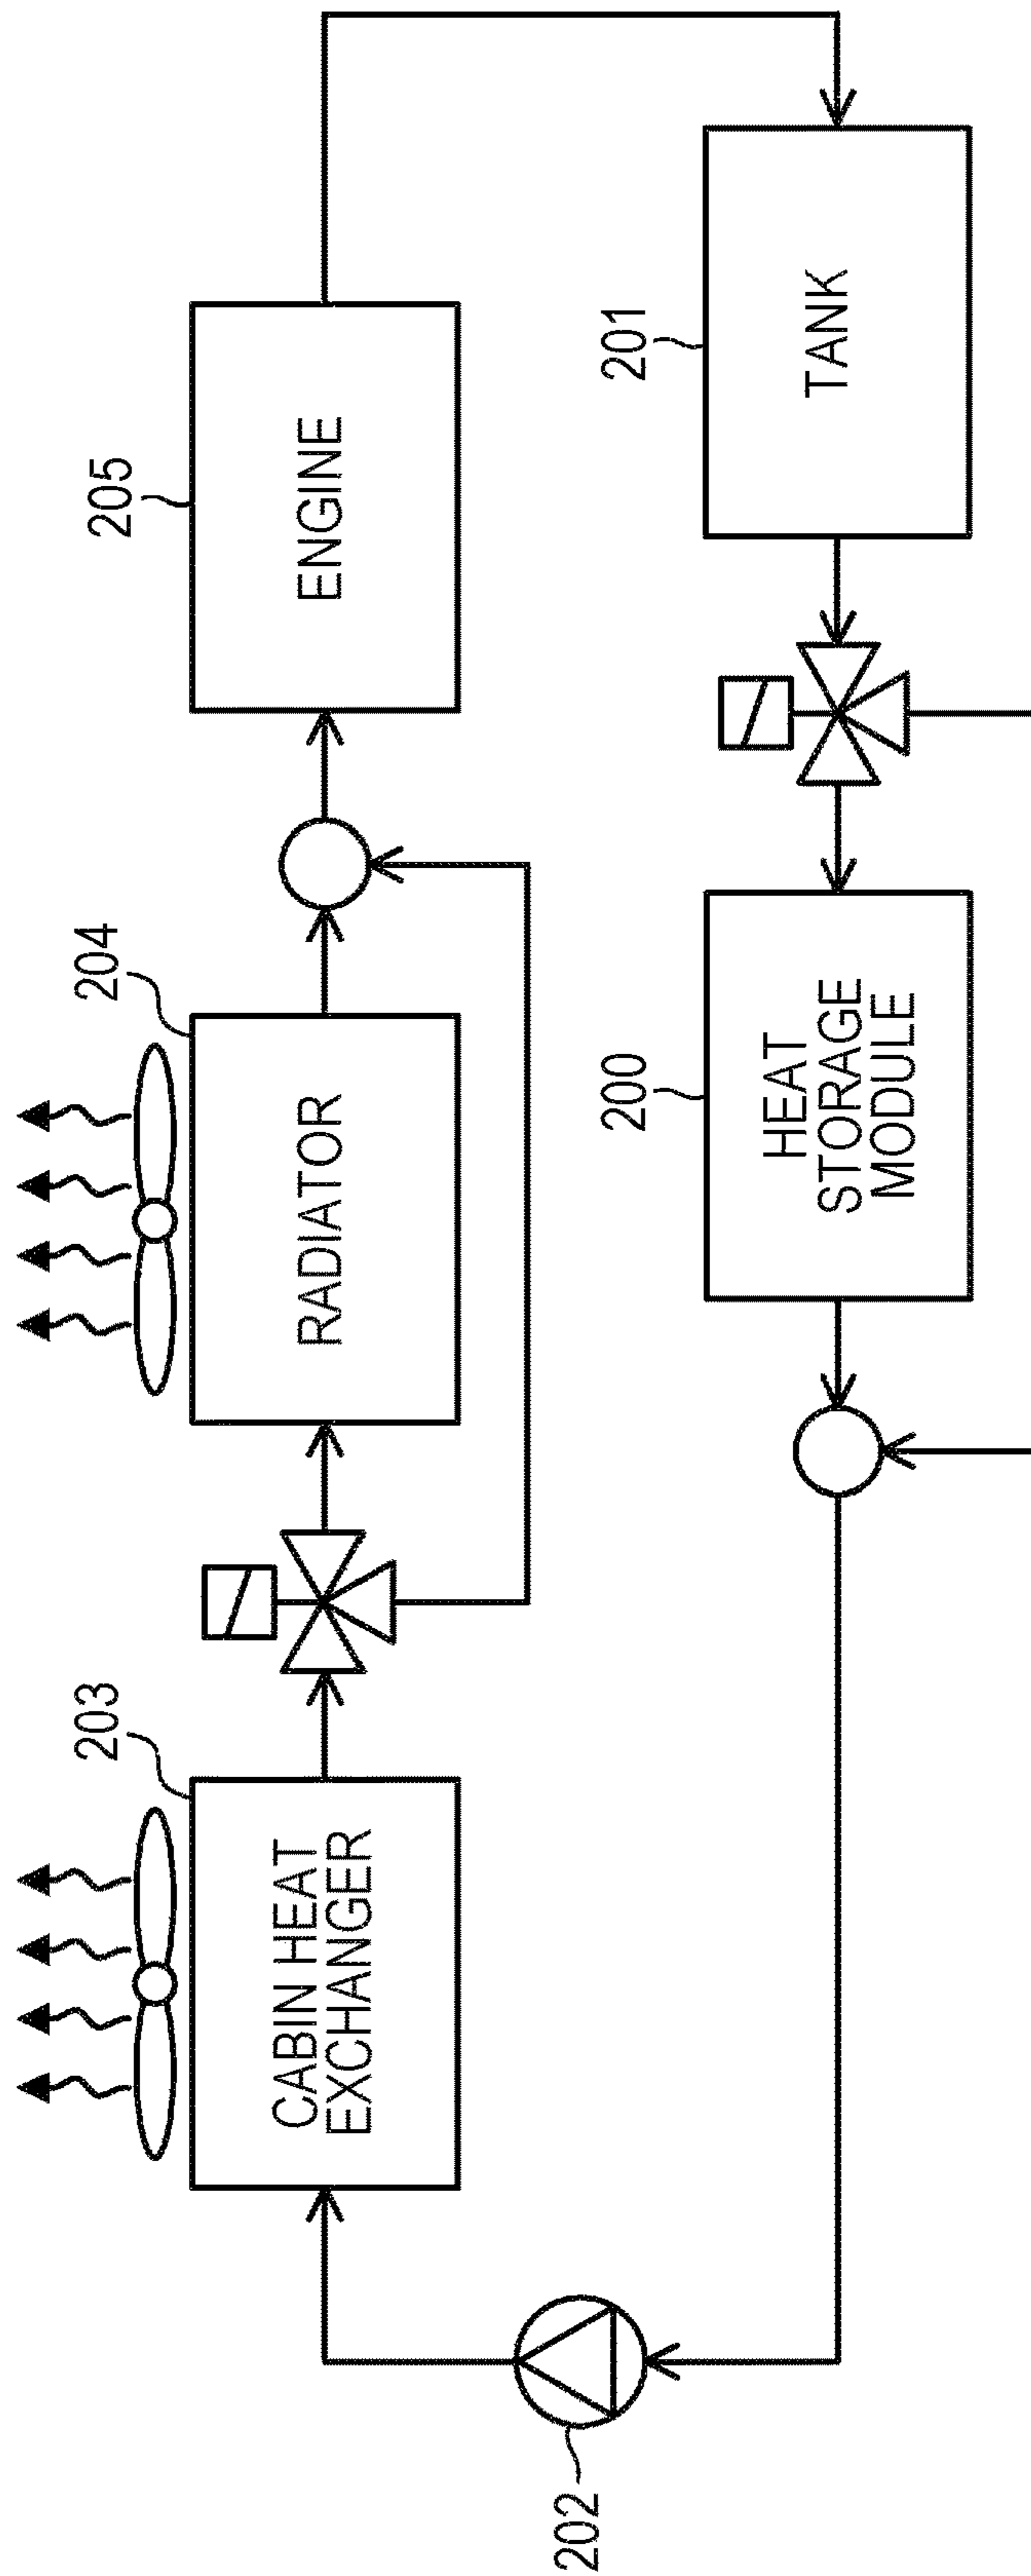 203
CABIN HEAT
EXCHANGER
204
RADIATOR
205
ENGINE
202
200
HEAT
STORAGE
MODULE
201
TANK